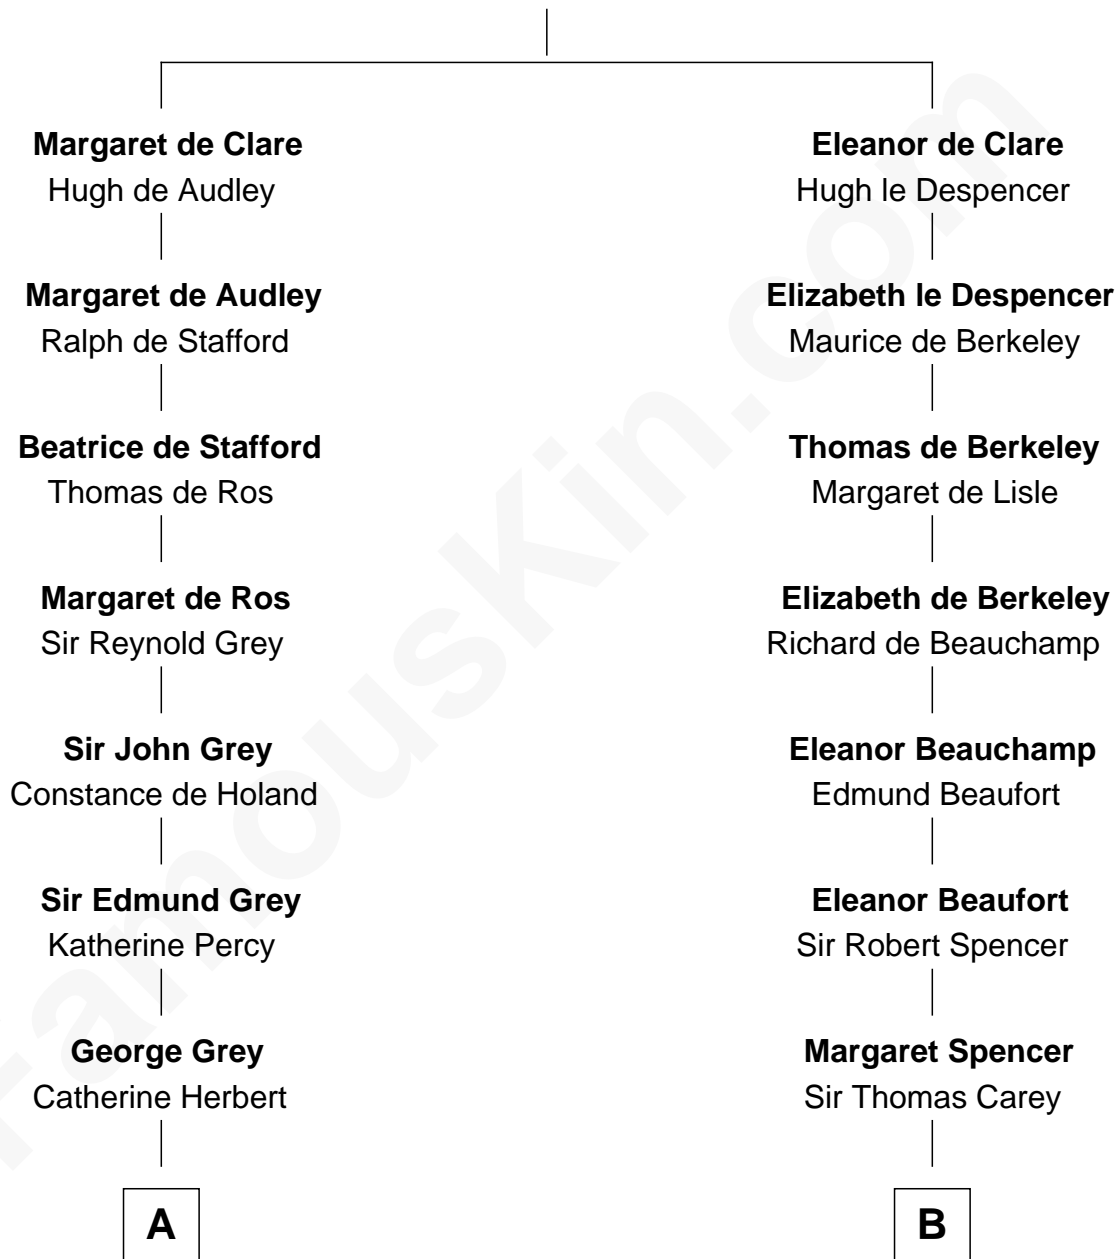 Margaret de Clare
Hugh de Audley
Margaret de Audley
Ralph de Stafford
Beatrice de Stafford
Thomas de Ros
Margaret de Ros
Sir Reynold Grey
Sir John Grey
Constance de Holand
Sir Edmund Grey
Katherine Percy
George Grey
Catherine Herbert
A
Eleanor de Clare
Hugh le Despencer
Elizabeth le Despencer
Maurice de Berkeley
Thomas de Berkeley
Margaret de Lisle
Elizabeth de Berkeley
Richard de Beauchamp
Eleanor Beauchamp
Edmund Beaufort
Eleanor Beaufort
Sir Robert Spencer
Margaret Spencer
Sir Thomas Carey
B
FamousKin.com